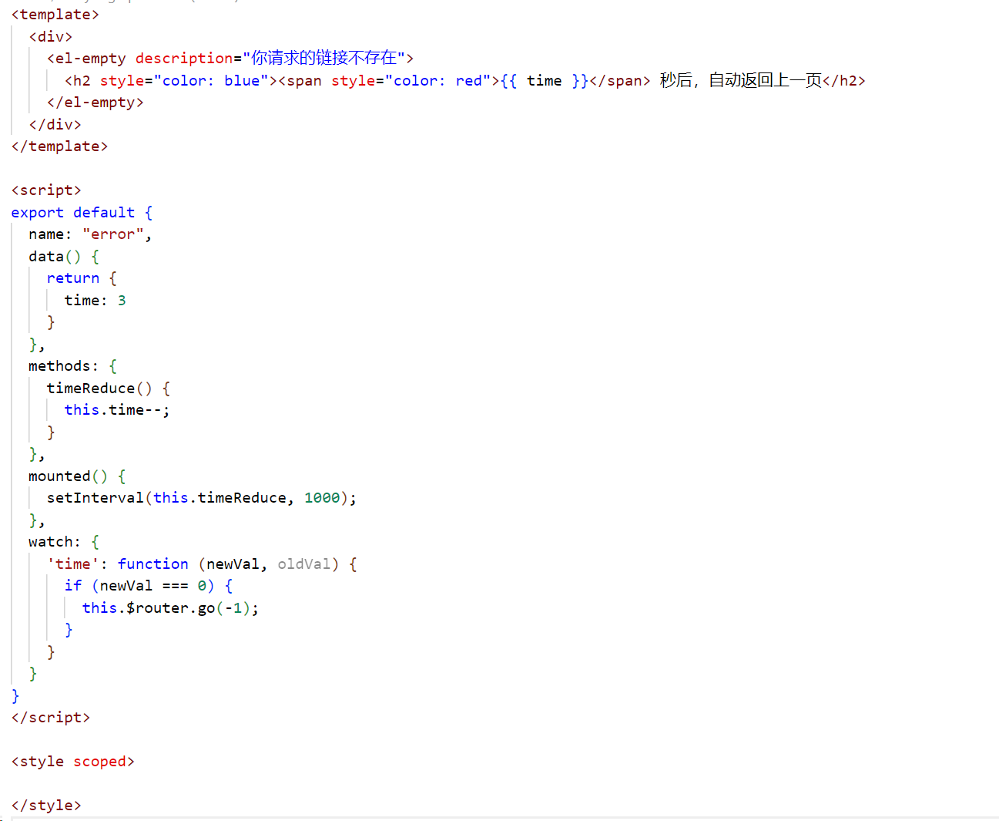 <template>
  <div>
    <el-empty description="你请求的链接不存在">
      <h2 style="color: blue"><span style="color: red">{{ time }}</span> 秒后，自动返回上一页</h2>
    </el-empty>
  </div>
</template>

<script>
export default {
  name: "error",
  data() {
    return {
      time: 3
    }
  },
  methods: {
    timeReduce() {
      this.time--;
    }
  },
  mounted() {
    setInterval(this.timeReduce, 1000);
  },
  watch: {
    'time': function (newVal, oldVal) {
      if (newVal === 0) {
        this.$router.go(-1);
      }
    }
  }
}
</script>

<style scoped>

</style>